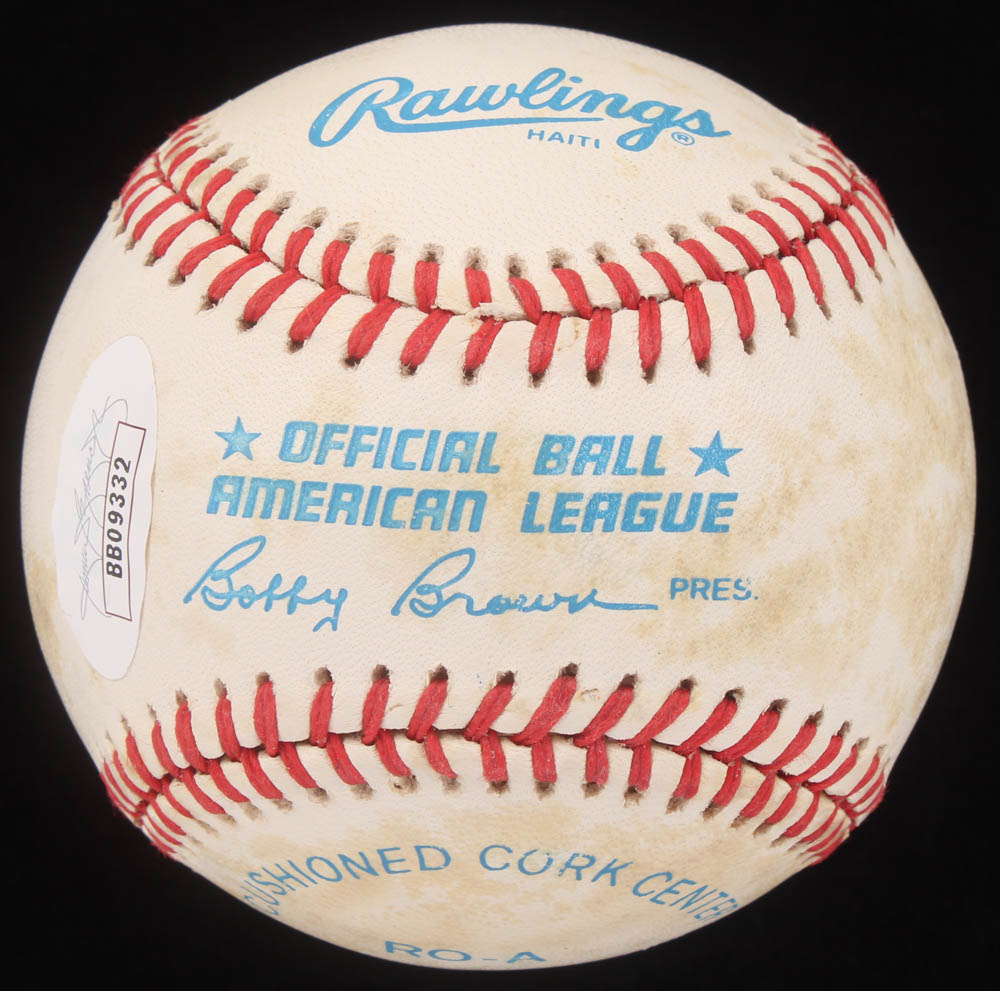 Rawlings ®
HAITI
★ OFFICIAL BALL ★
AMERICAN LEAGUE
Bobby Brown PRES.
BB09332
CUSHIONED CORK CENTER
RO-A